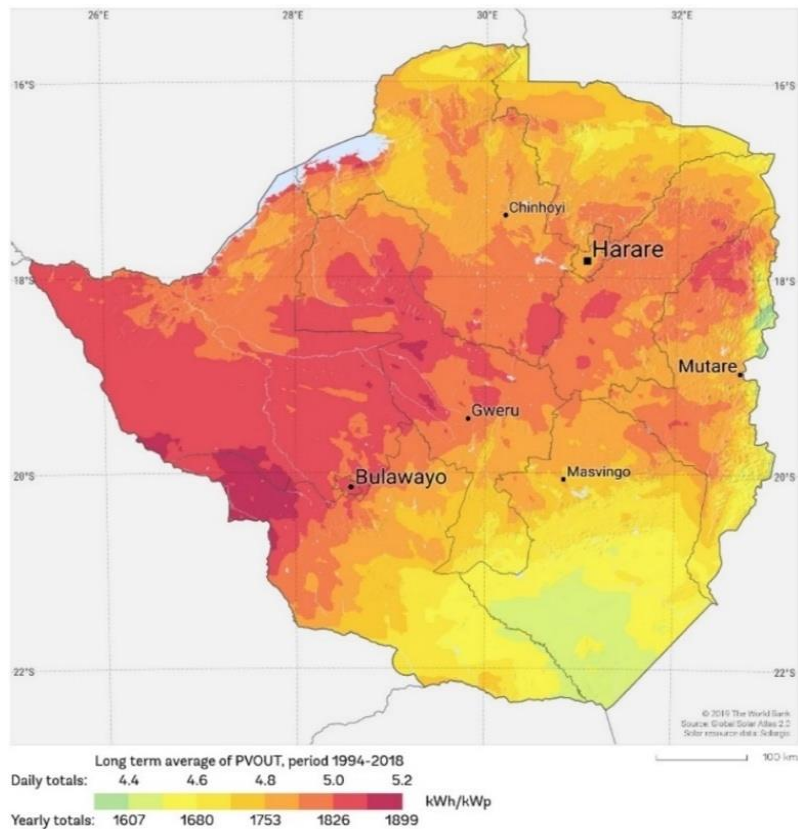 26°E 28°E 30°E 32°E
16°S 16°S
Chinhoyi
Harare
18°S 18°S
Mutare
Gweru
20°S Bulawayo Masvingo 20°S
22°S 22°S
© 2019 The World Bank
Source: Global Solar Atlas 2.0
Solar resource data: Solargis
100 km
Long term average of PVOUT, period 1994-2018
Daily totals: 4.4 4.6 4.8 5.0 5.2
kWh/kWp
Yearly totals: 1607 1680 1753 1826 1899